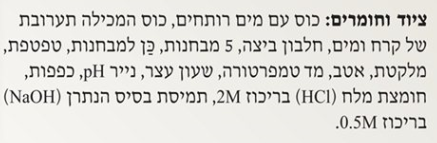 ציוד וחומרים: כוס עם מים רותחים, כוס המכילה תערובת
של קרח ומים, חלבון ביצה, 5 מבחנות, כַּן למבחנות, טפטפת,
מלקטת, אטב, מד טמפרטורה, שעון עצר, נייר pH, כפפות,
חומצת מלח (HCl) בריכוז 2M, תמיסת בסיס הנתרן (NaOH)
בריכוז 0.5M.